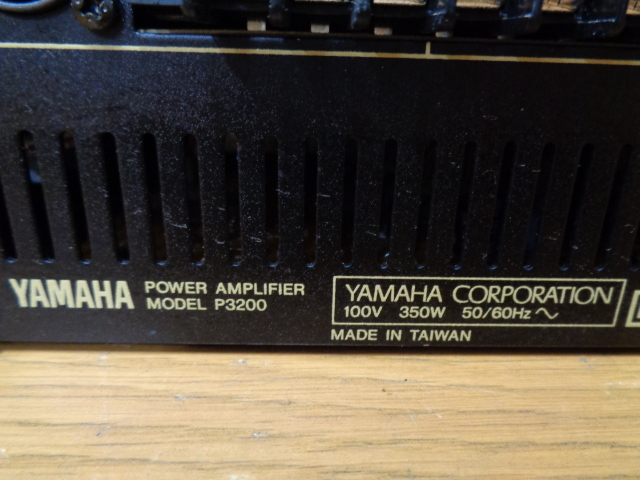 YAMAHA
POWER AMPLIFIER
MODEL P3200
YAMAHA CORPORATION
100V 350W 50/60Hz ∿
MADE IN TAIWAN